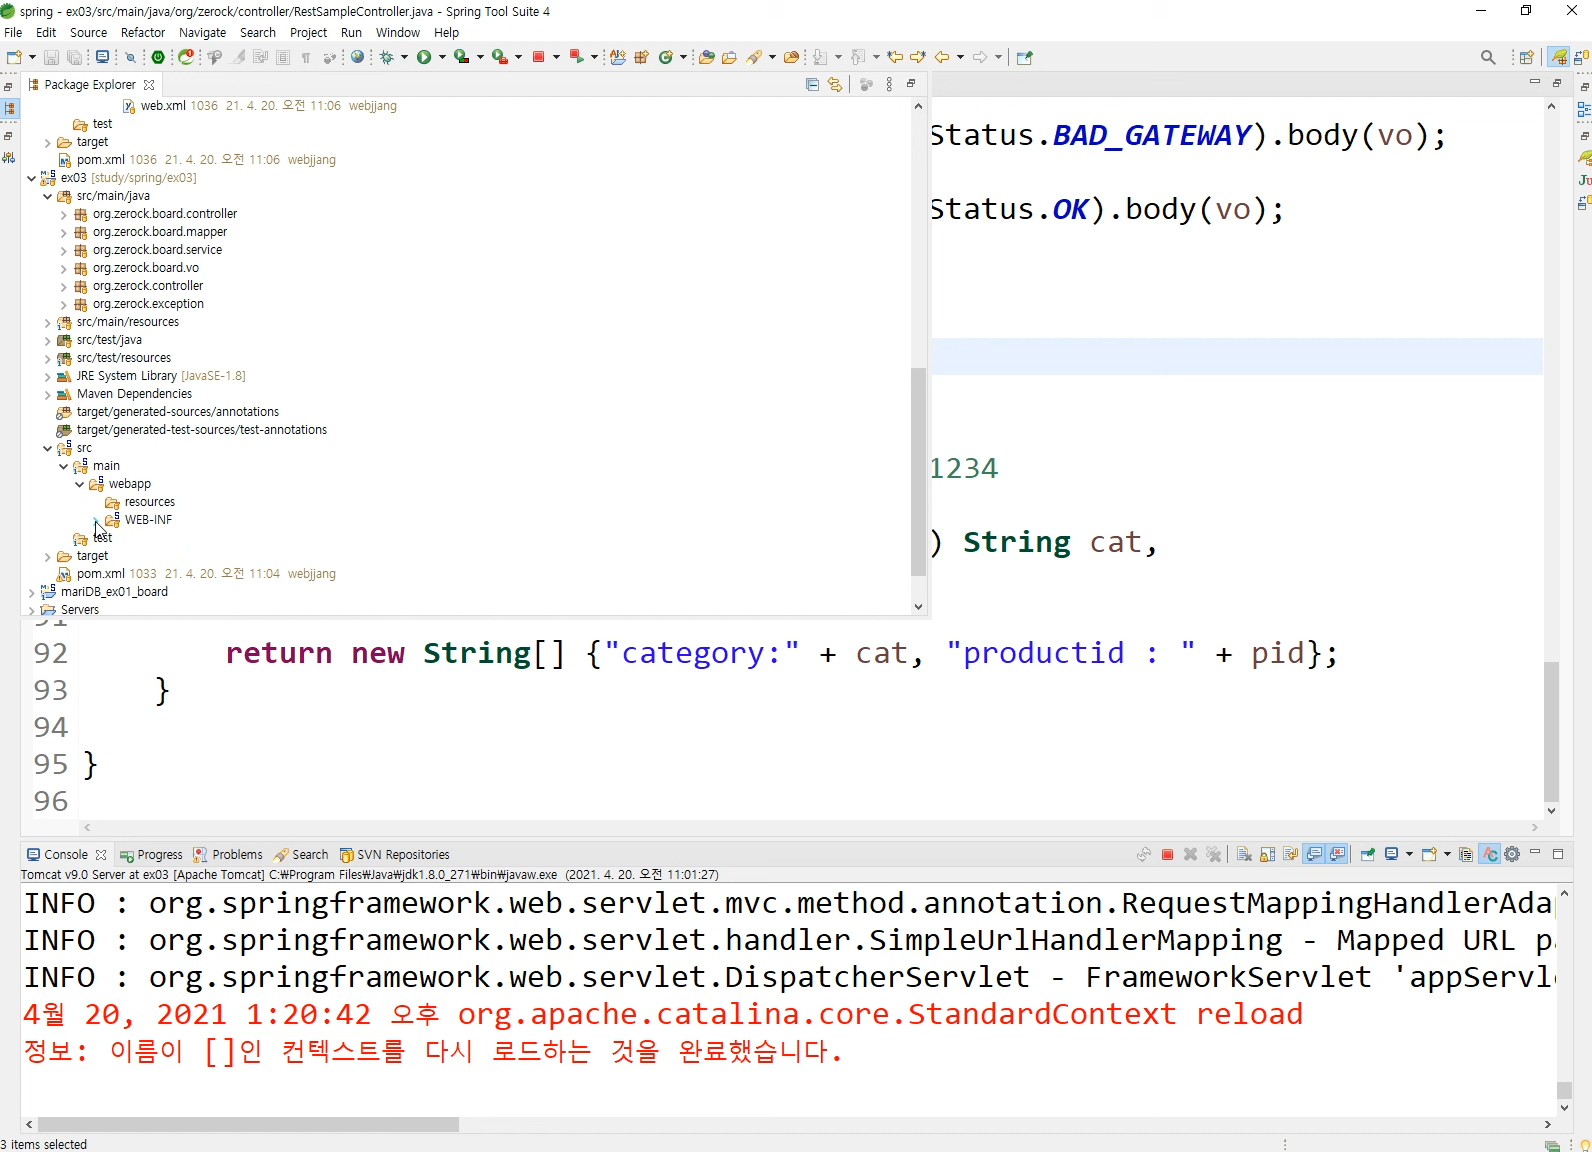 spring - ex03/src/main/java/org/zerock/controller/RestSampleController.java - Spring Tool Suite 4
File Edit Source Refactor Navigate Search Project Run Window Help
Package Explorer
web.xml 1036 21. 4. 20. 오전 11:06 webjjang
test
target
pom.xml 1036 21. 4. 20. 오전 11:06 webjjang
ex03 [study/spring/ex03]
src/main/java
org.zerock.board.controller
org.zerock.board.mapper
org.zerock.board.service
org.zerock.board.vo
org.zerock.controller
org.zerock.exception
src/main/resources
src/test/java
src/test/resources
JRE System Library [JavaSE-1.8]
Maven Dependencies
target/generated-sources/annotations
target/generated-test-sources/test-annotations
src
main
webapp
resources
WEB-INF
test
target
pom.xml 1033 21. 4. 20. 오전 11:04 webjjang
mariDB_ex01_board
Servers
Status.BAD_GATEWAY).body(vo);
Status.OK).body(vo);
1234
) String cat,
91
92 return new String[] {"category:" + cat, "productid : " + pid};
93 }
94
95 }
96
Console Progress Problems Search SVN Repositories
Tomcat v9.0 Server at ex03 [Apache Tomcat] C:₩Program Files₩Java₩jdk1.8.0_271₩bin₩javaw.exe (2021. 4. 20. 오전 11:01:27)
INFO : org.springframework.web.servlet.mvc.method.annotation.RequestMappingHandlerAda
INFO : org.springframework.web.servlet.handler.SimpleUrlHandlerMapping - Mapped URL pa
INFO : org.springframework.web.servlet.DispatcherServlet - FrameworkServlet 'appServl
4월 20, 2021 1:20:42 오후 org.apache.catalina.core.StandardContext reload
정보: 이름이 []인 컨텍스트를 다시 로드하는 것을 완료했습니다.
3 items selected